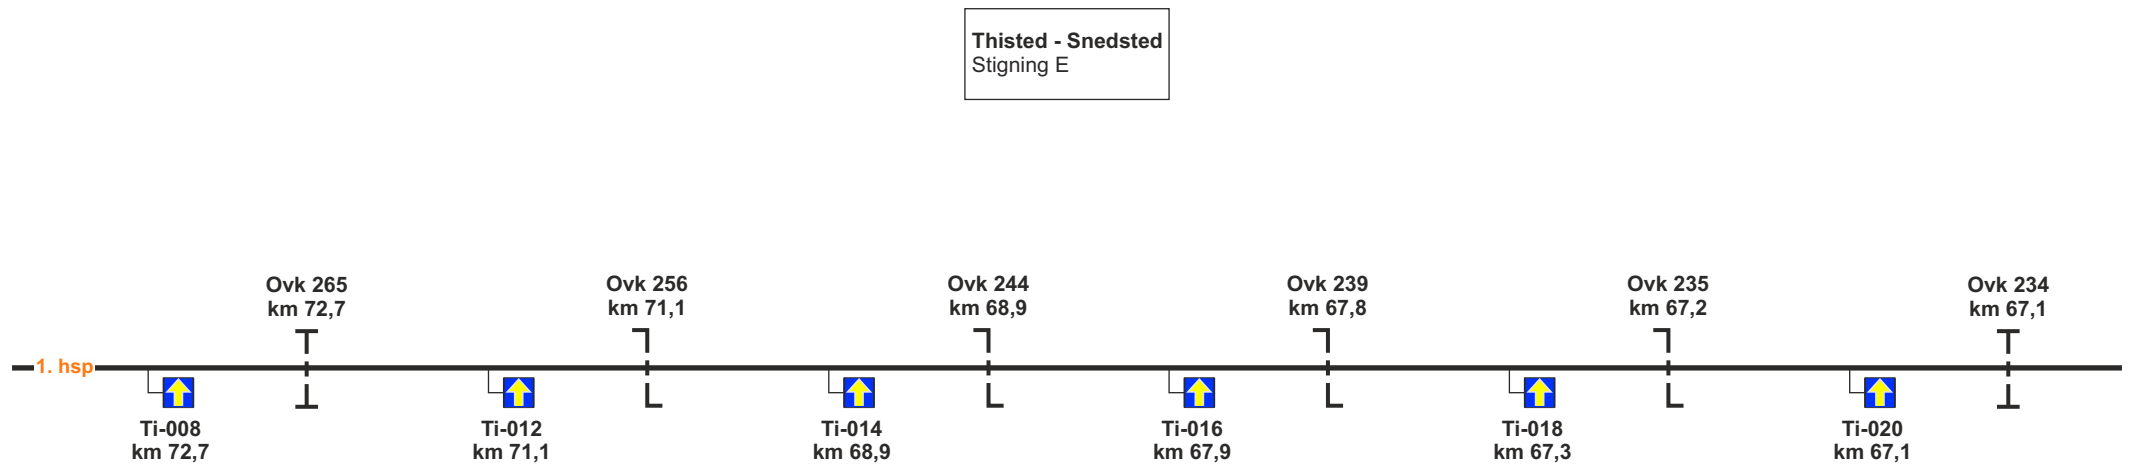 Thisted - Snedsted
Stigning E
Ovk 265
km 72,7
Ovk 256
km 71,1
Ovk 244
km 68,9
Ovk 239
km 67,8
Ovk 235
km 67,2
Ovk 234
km 67,1
1. hsp
Ti-008
km 72,7
Ti-012
km 71,1
Ti-014
km 68,9
Ti-016
km 67,9
Ti-018
km 67,3
Ti-020
km 67,1